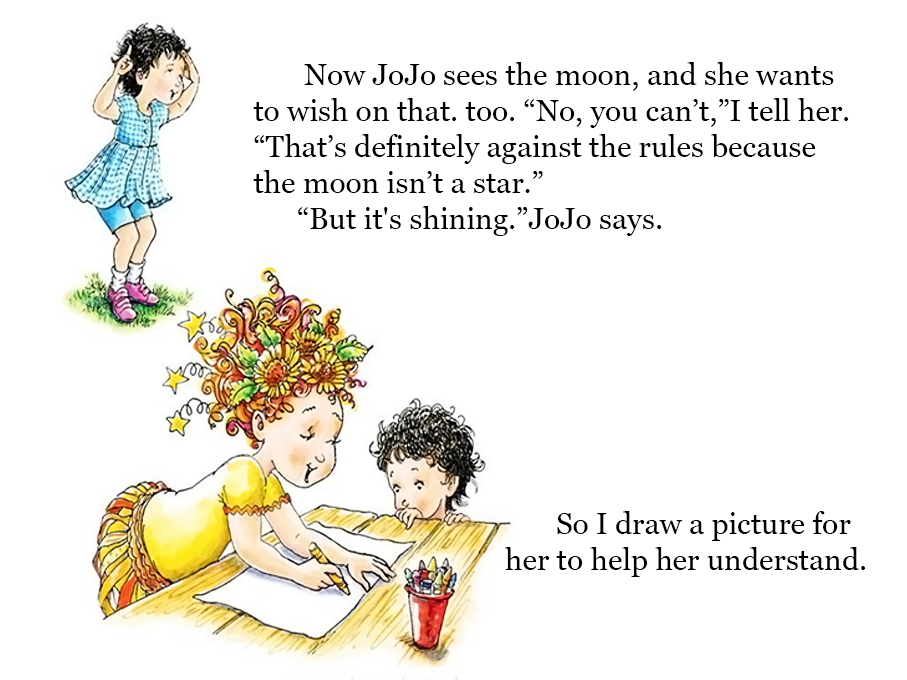 Now JoJo sees the moon, and she wants
to wish on that. too. “No, you can’t,”I tell her.
“That’s definitely against the rules because
the moon isn’t a star.”
“But it's shining.”JoJo says.
So I draw a picture for
her to help her understand.